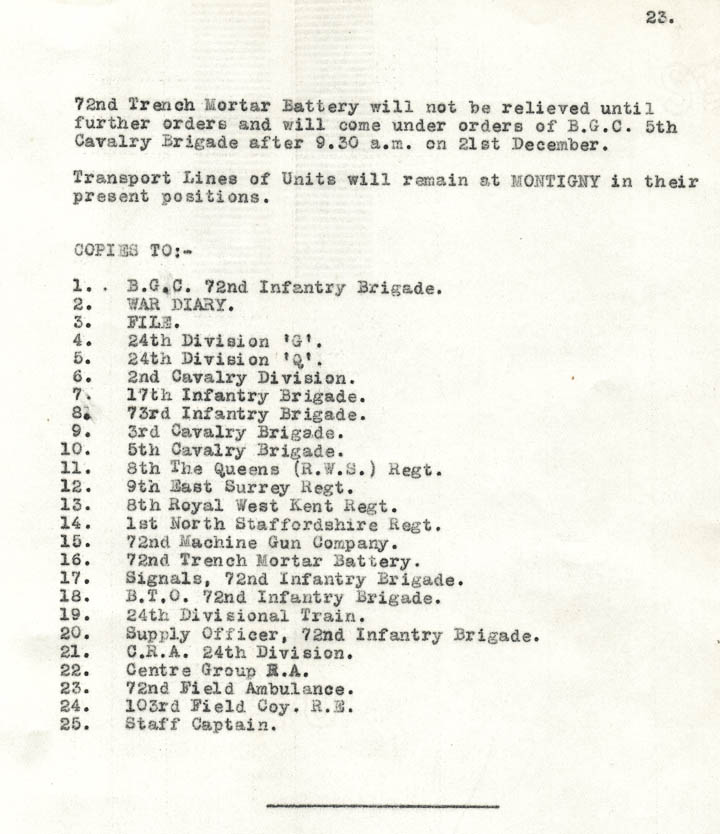 23.
72nd Trench Mortar Battery will not be relieved until
further orders and will come under orders of B.G.C. 5th
Cavalry Brigade after 9.30 a.m. on 21st December.
Transport Lines of Units will remain at MONTIGNY in their
present positions.
COPIES TO:-
1. . B.G.C. 72nd Infantry Brigade.
2. WAR DIARY.
3. FILE.
4. 24th Division 'G'.
5. 24th Division 'Q'.
6. 2nd Cavalry Division.
7. 17th Infantry Brigade.
8. 73rd Infantry Brigade.
9. 3rd Cavalry Brigade.
10. 5th Cavalry Brigade.
11. 8th The Queens (R.W.S.) Regt.
12. 9th East Surrey Regt.
13. 8th Royal West Kent Regt.
14. 1st North Staffordshire Regt.
15. 72nd Machine Gun Company.
16. 72nd Trench Mortar Battery.
17. Signals, 72nd Infantry Brigade.
18. B.T.O. 72nd Infantry Brigade.
19. 24th Divisional Train.
20. Supply Officer, 72nd Infantry Brigade.
21. C.R.A. 24th Division.
22. Centre Group R.A.
23. 72nd Field Ambulance.
24. 103rd Field Coy. R.E.
25. Staff Captain.